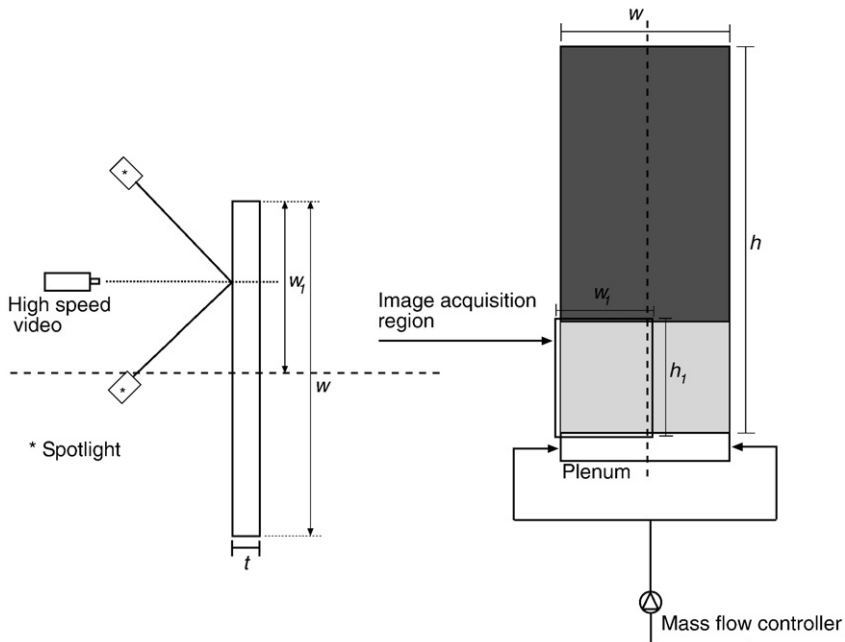 w
*
h
High speed
video
w1
Image acquisition
region
w1
h1
*
w
* Spotlight
Plenum
t
Mass flow controller